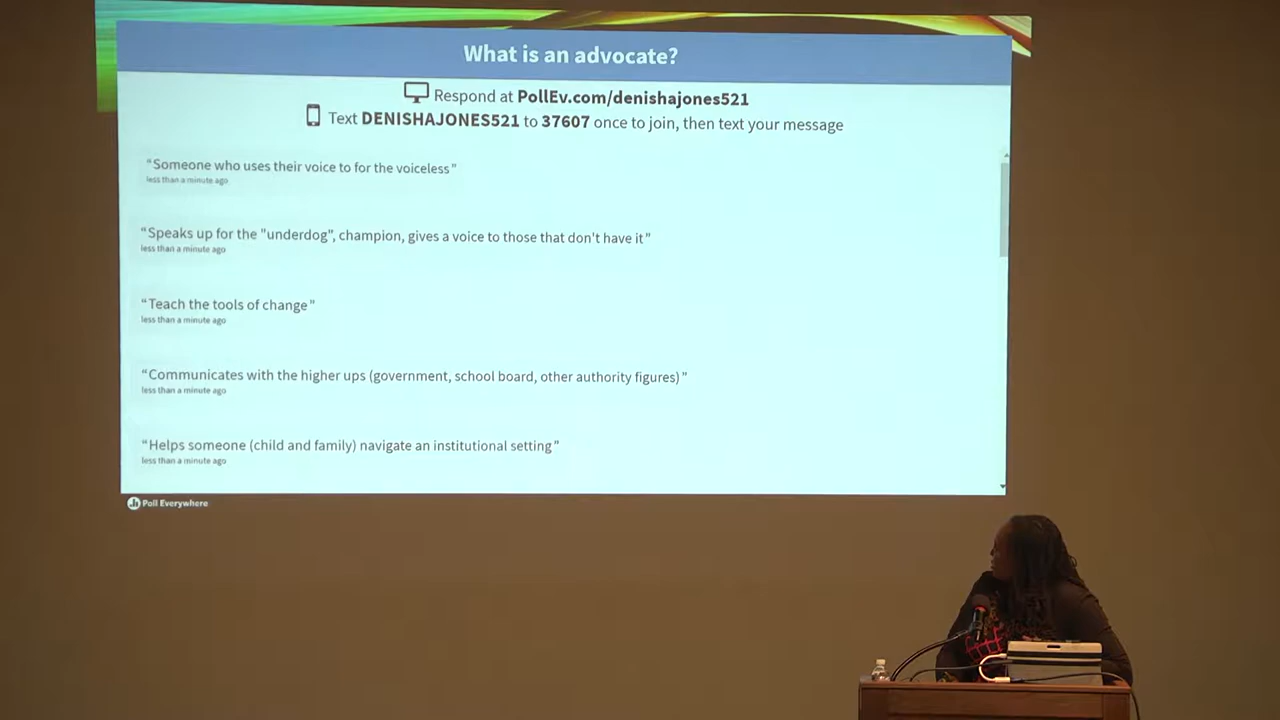 What is an advocate?
Respond at PollEv.com/denishajones521
Text DENISHAJONES521 to 37607 once to join, then text your message
“Someone who uses their voice to for the voiceless”
less than a minute ago
“Speaks up for the "underdog", champion, gives a voice to those that don't have it”
less than a minute ago
“Teach the tools of change”
less than a minute ago
“Communicates with the higher ups (government, school board, other authority figures)”
less than a minute ago
“Helps someone (child and family) navigate an institutional setting”
less than a minute ago
Poll Everywhere